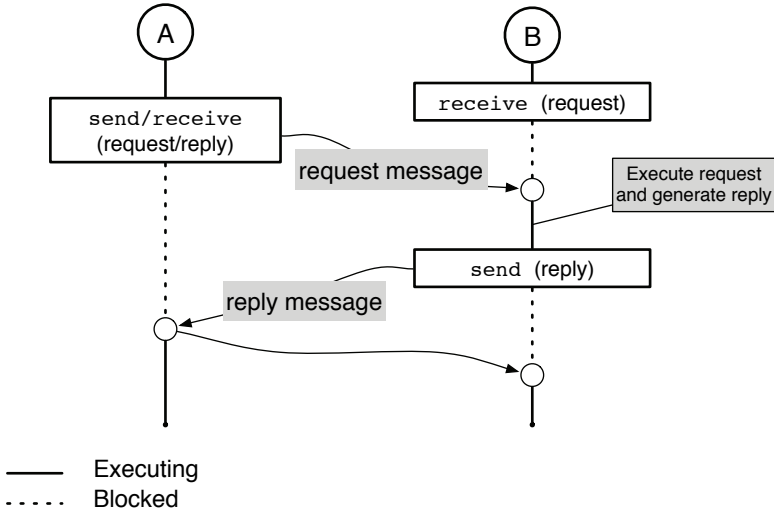 A
B
send/receive
(request/reply)
receive (request)
request message
Execute request
and generate reply
send (reply)
reply message
Executing
Blocked